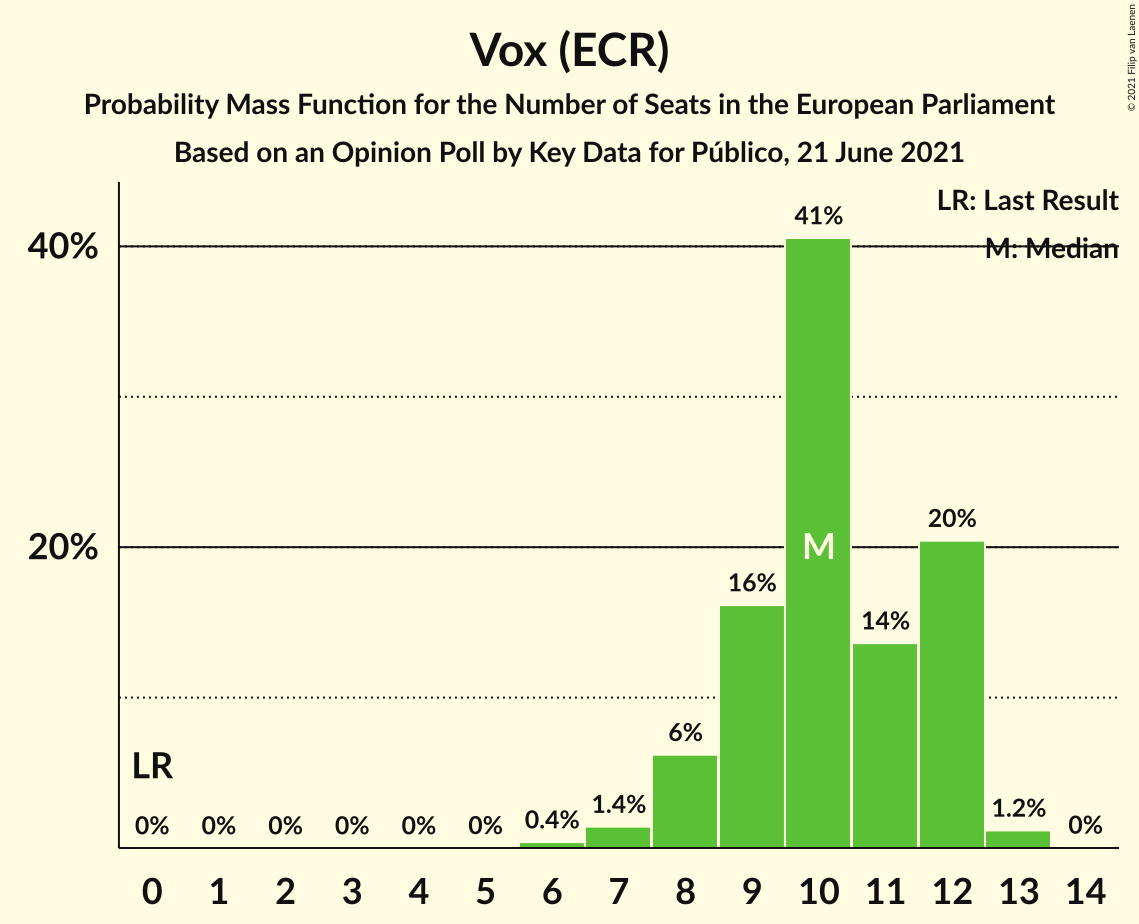 Vox (ECR)
Probability Mass Function for the Number of Seats in the European Parliament
Based on an Opinion Poll by Key Data for Público, 21 June 2021
© 2021 Filip van Laenen
LR: Last Result
M: Median
40%
20%
41%
20%
16%
14%
6%
1.4%
1.2%
0.4%
0%
0%
0%
0%
0%
0%
0%
M
LR
0 1 2 3 4 5 6 7 8 9 10 11 12 13 14